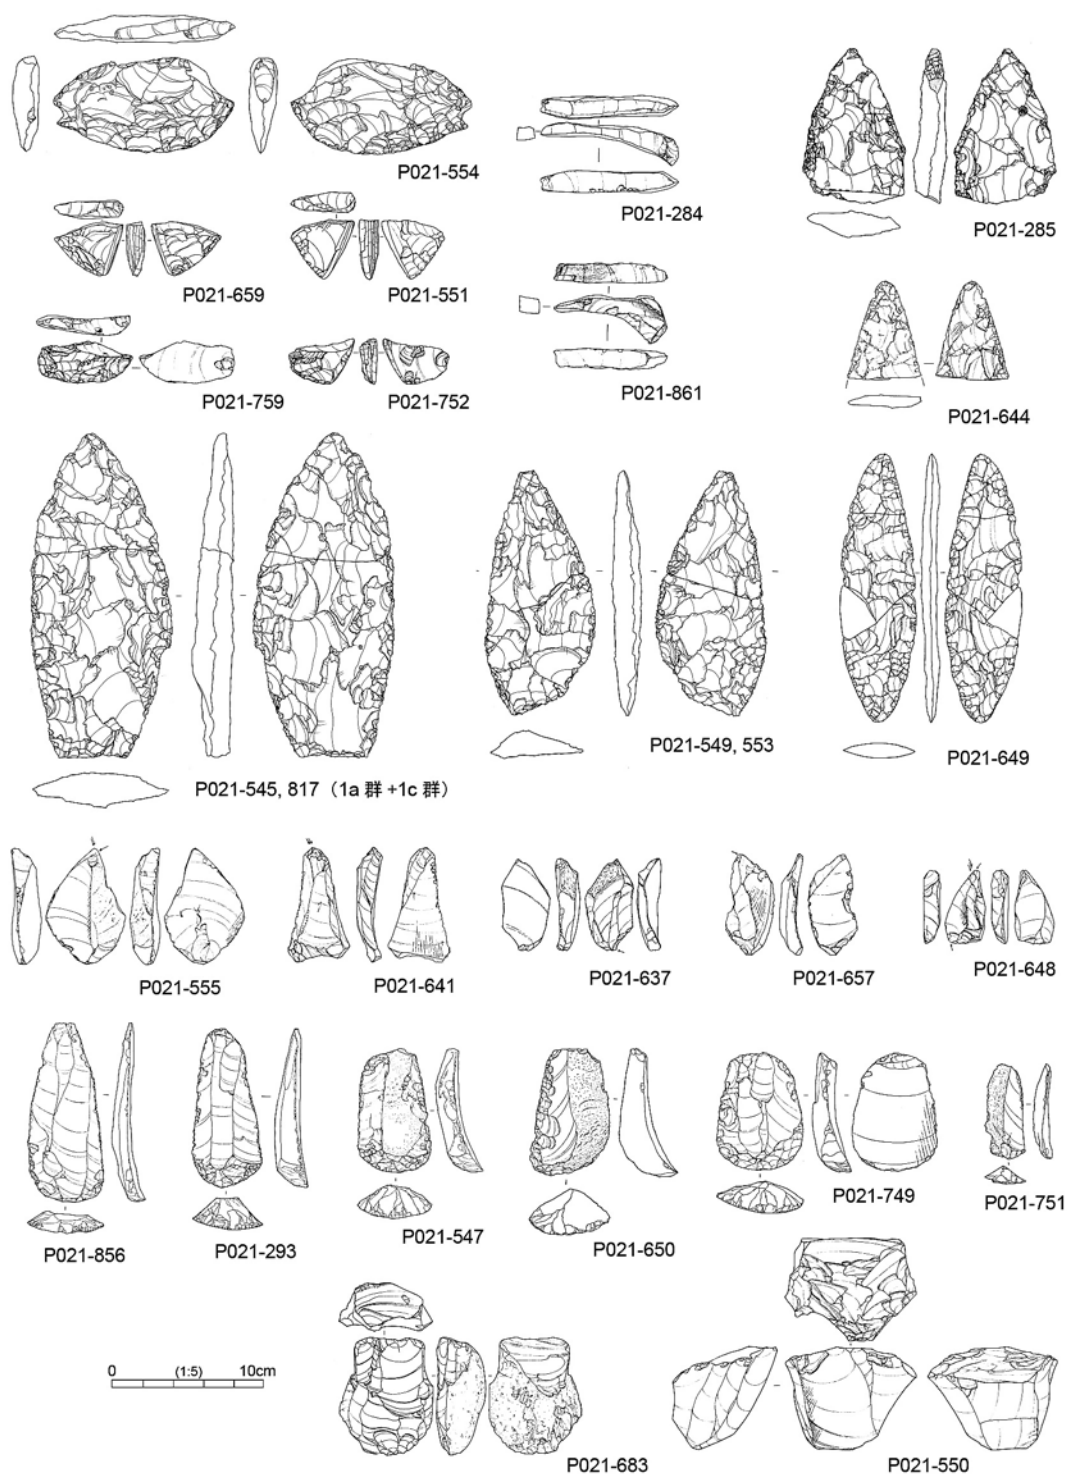 P021-554
P021-284
P021-285
P021-659
P021-551
P021-861
P021-759
P021-752
P021-644
P021-545, 817（1a 群 +1c 群）
P021-549, 553
P021-649
P021-555
P021-641
P021-637
P021-657
P021-648
P021-856
P021-293
P021-547
P021-650
P021-749
P021-751
0 (1:5) 10cm
P021-683
P021-550